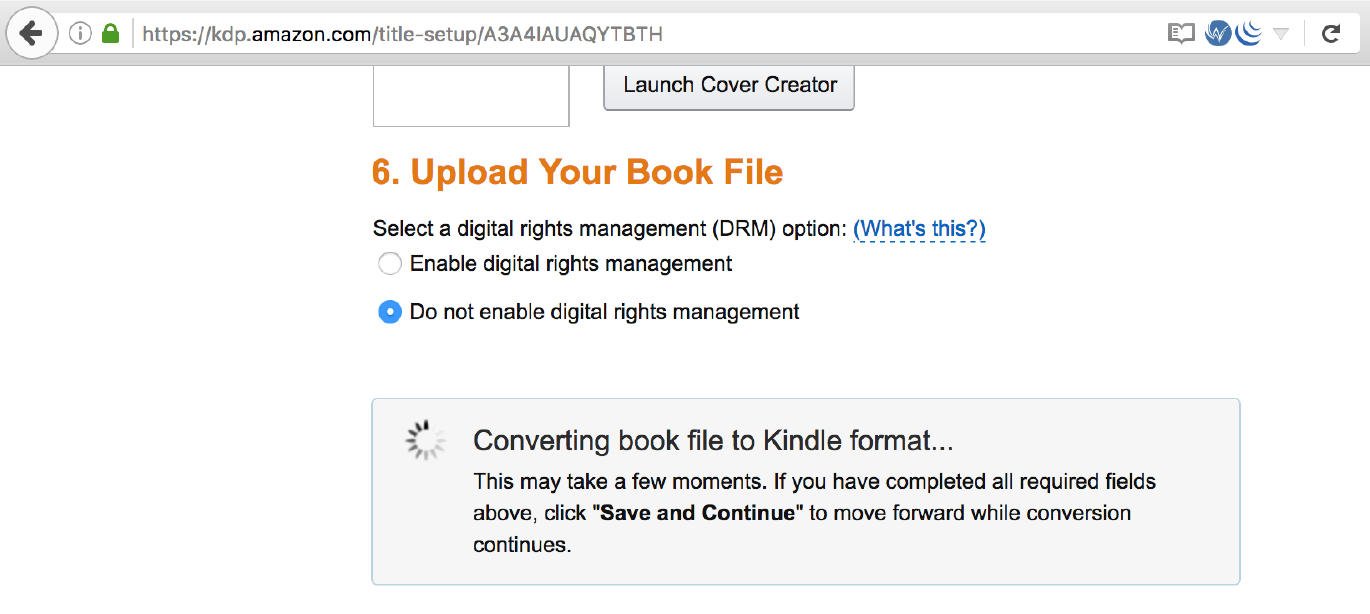 https://kdp.amazon.com/title-setup/A3A4IAUAQYTBTH
Launch Cover Creator
6. Upload Your Book File
Select a digital rights management (DRM) option: (What's this?)
Enable digital rights management
Do not enable digital rights management
Converting book file to Kindle format...
This may take a few moments. If you have completed all required fields
above, click "Save and Continue" to move forward while conversion
continues.